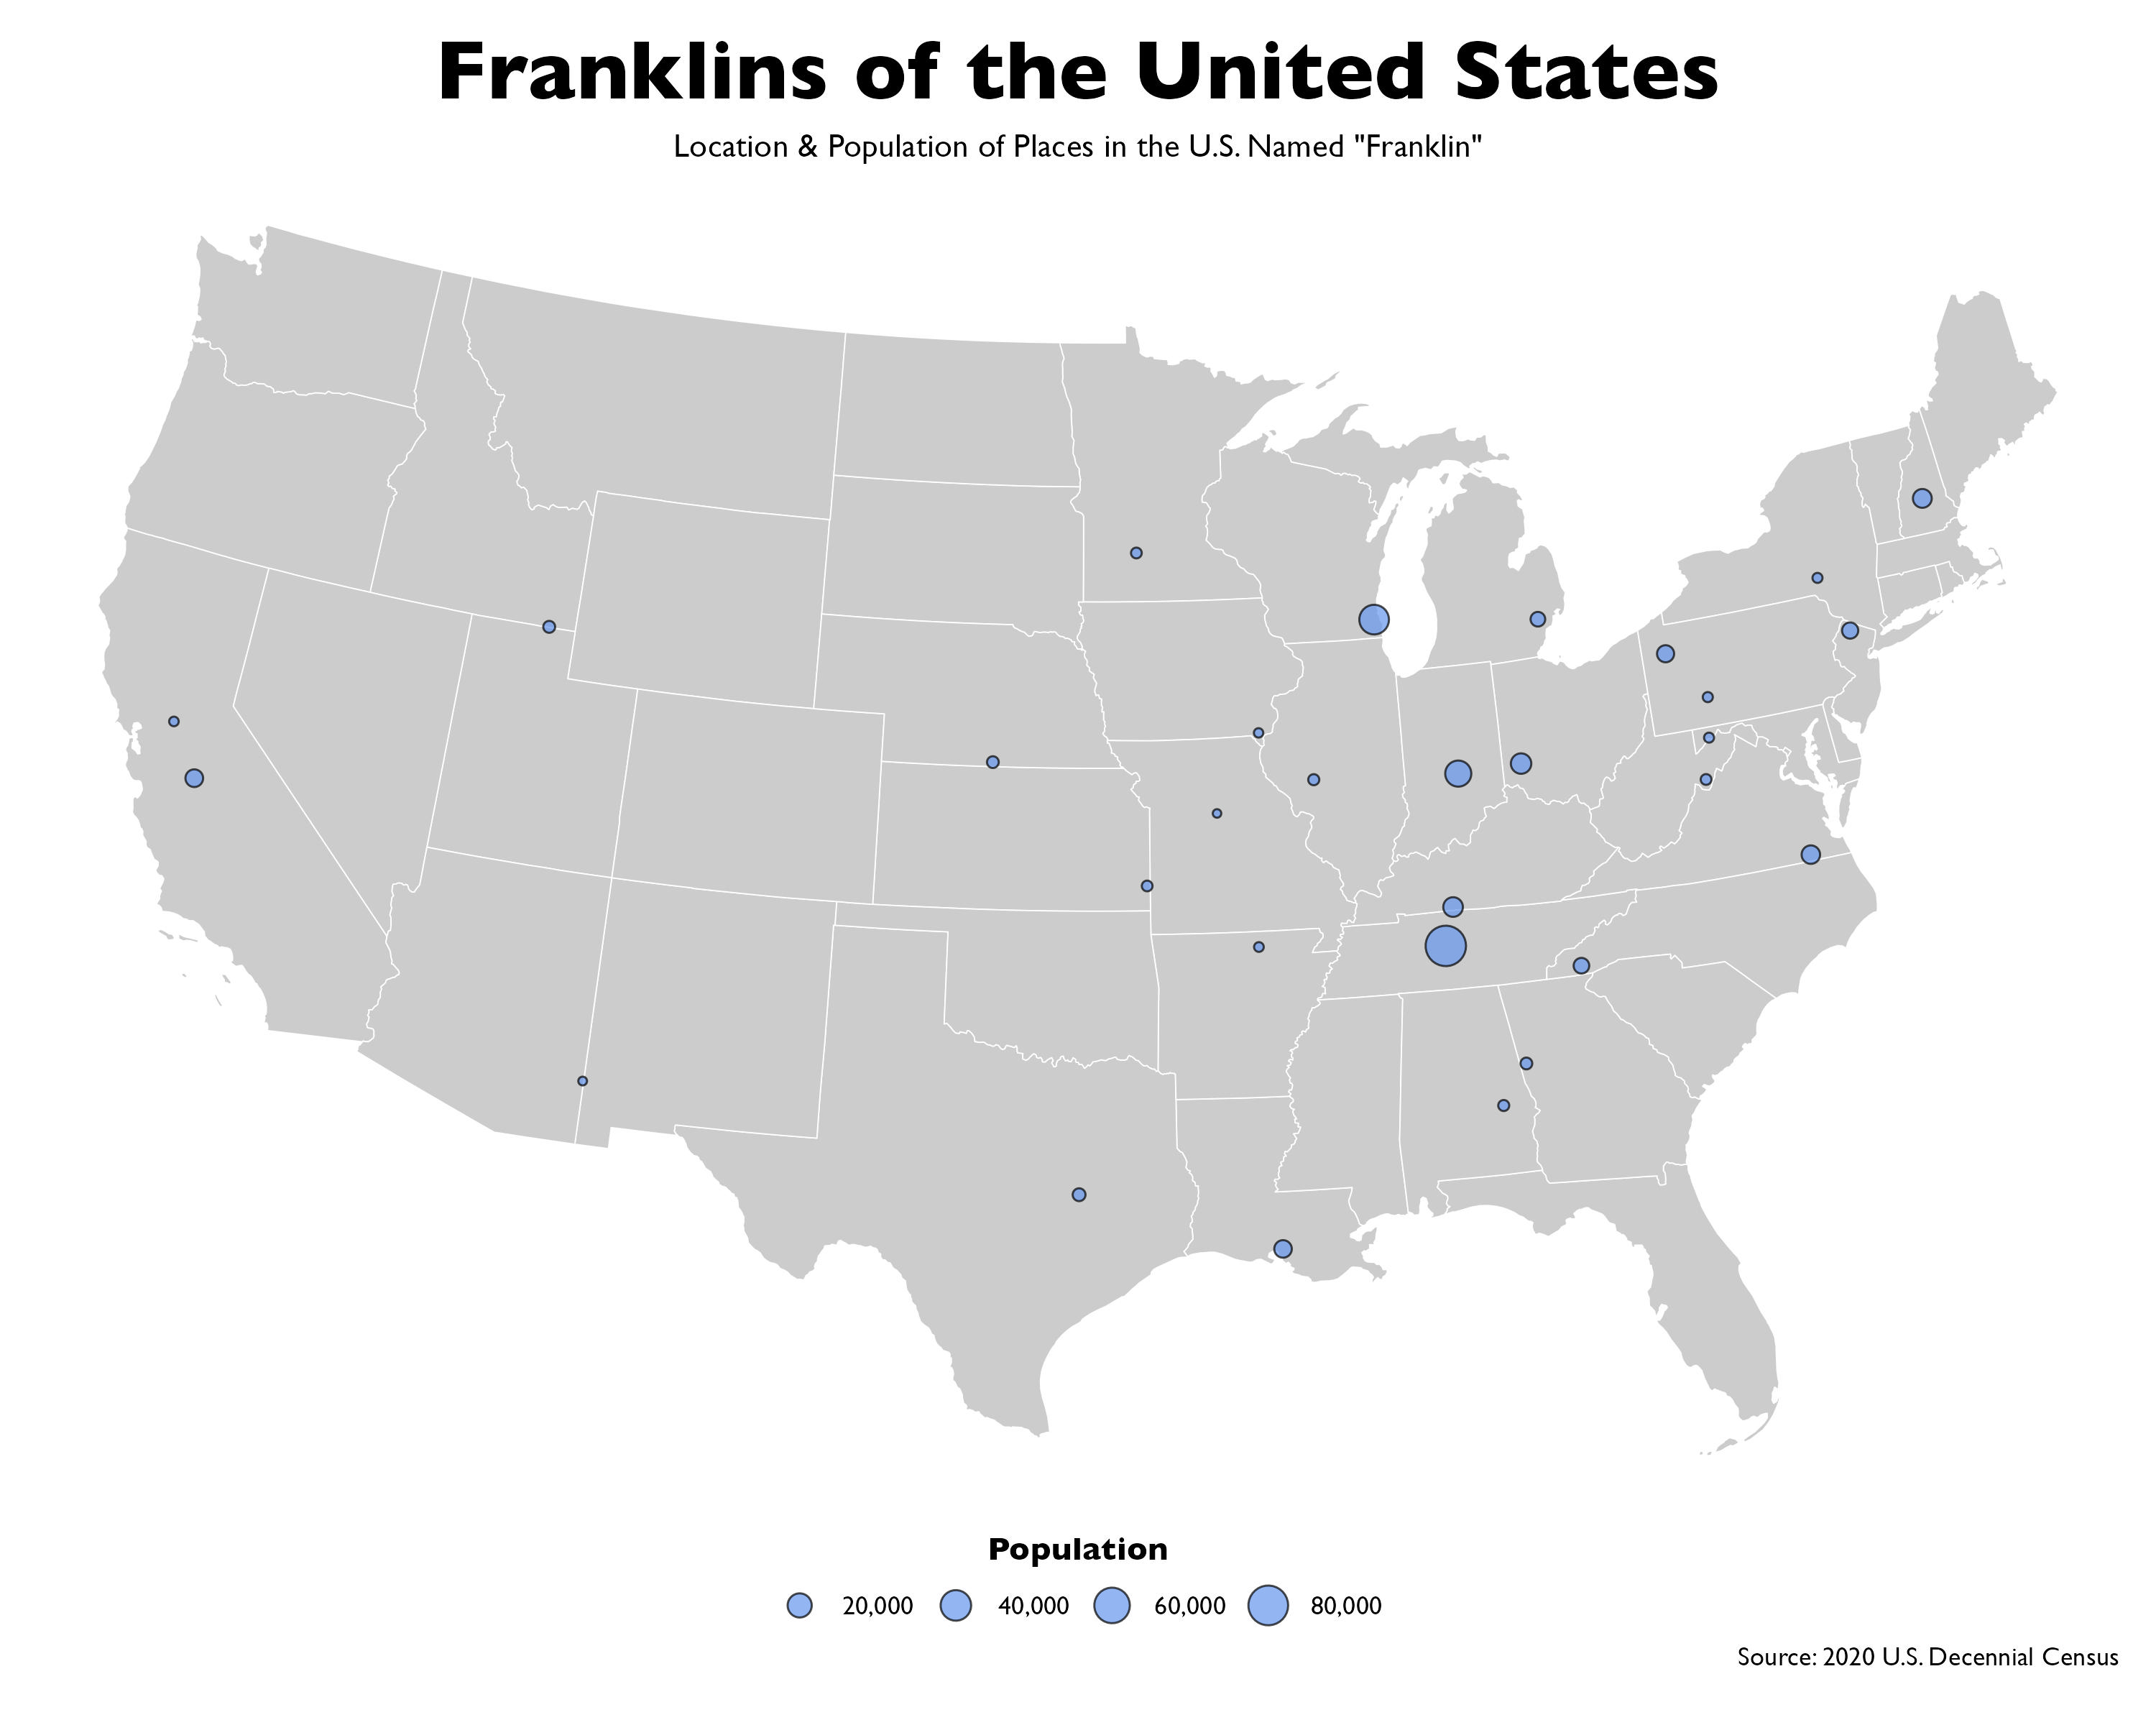 Franklins of the United States
Location & Population of Places in the U.S. Named "Franklin"
Population
20,000 40,000 60,000 80,000
Source: 2020 U.S. Decennial Census